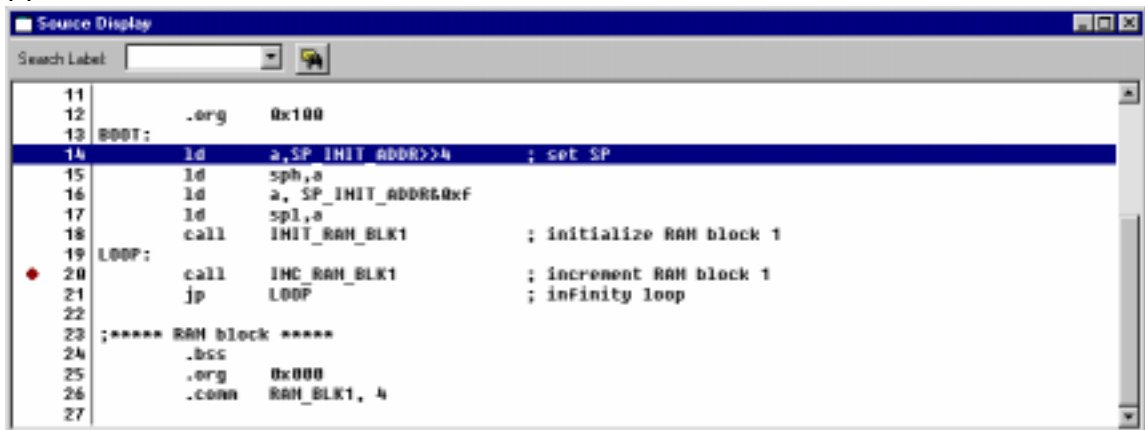 Source Display
Search Label:
11
12 .org 0x100
13 BOOT:
14 ld a,SP_INIT_ADDR>>4 ; set SP
15 ld sph,a
16 ld a, SP_INIT_ADDR&0xf
17 ld spl,a
18 call INIT_RAM_BLK1 ; initialize RAM block 1
19 LOOP:
20 call INC_RAM_BLK1 ; increment RAM block 1
21 jp LOOP ; infinity loop
22
23 ;***** RAM block *****
24 .bss
25 .org 0x000
26 .comm RAM_BLK1, 4
27